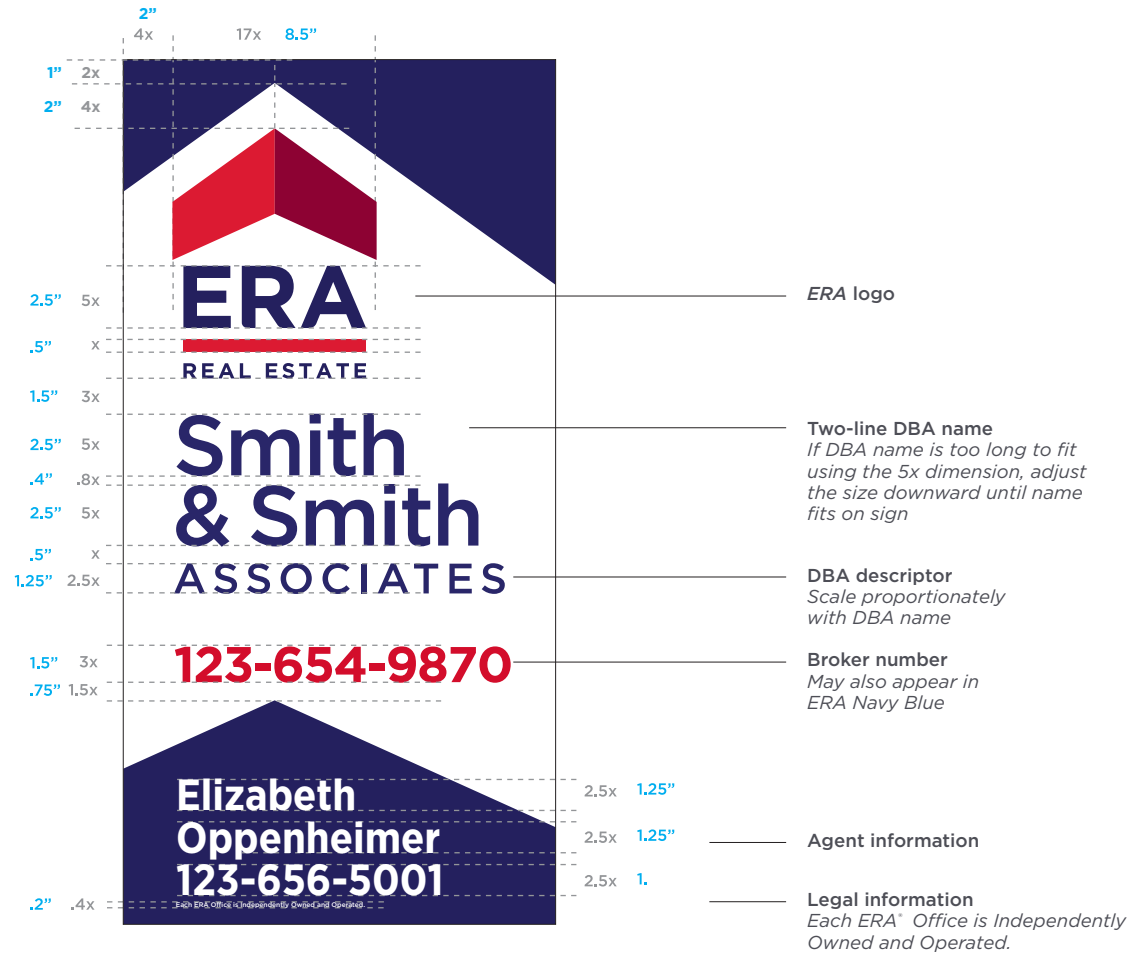 2”
4x 17x 8.5”
1” 2x
2” 4x
2.5” 5x
ERA
ERA logo
.5” x
REAL ESTATE
1.5” 3x
2.5” 5x
Smith
Two-line DBA name
If DBA name is too long to fit
using the 5x dimension, adjust
the size downward until name
fits on sign
.4” .8x
2.5” 5x
& Smith
.5” x
1.25” 2.5x
ASSOCIATES
DBA descriptor
Scale proportionately
with DBA name
1.5” 3x
123-654-9870
Broker number
May also appear in
ERA Navy Blue
.75” 1.5x
Elizabeth
2.5x 1.25”
Oppenheimer
2.5x 1.25”
Agent information
123-656-5001
2.5x 1.
.2” .4x
Each ERA Office is Independently Owned and Operated.
Legal information
Each ERA® Office is Independently
Owned and Operated.